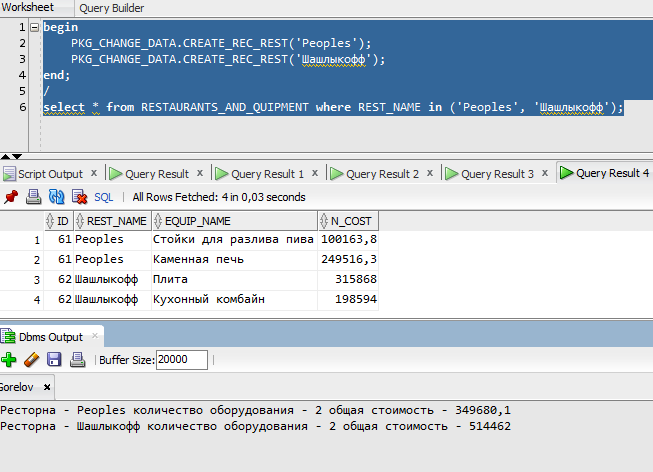 Worksheet Query Builder
1 begin
2 PKG_CHANGE_DATA.CREATE_REC_REST('Peoples');
3 PKG_CHANGE_DATA.CREATE_REC_REST('Шашлыкофф');
4 end;
5 /
6 select * from RESTAURANTS_AND_QUIPMENT where REST_NAME in ('Peoples', 'Шашлыкофф');
Script Output x Query Result x Query Result 1 x Query Result 2 x Query Result 3 x Query Result 4
SQL | All Rows Fetched: 4 in 0,03 seconds
ID REST_NAME EQUIP_NAME N_COST
1 61 Peoples Стойки для разлива пива 100163,8
2 61 Peoples Каменная печь 249516,3
3 62 Шашлыкофф Плита 315868
4 62 Шашлыкофф Кухонный комбайн 198594
Dbms Output x
Buffer Size: 20000
Gorelov x
Ресторна - Peoples количество оборудования - 2 общая стоимость - 349680,1
Ресторна - Шашлыкофф количество оборудования - 2 общая стоимость - 514462